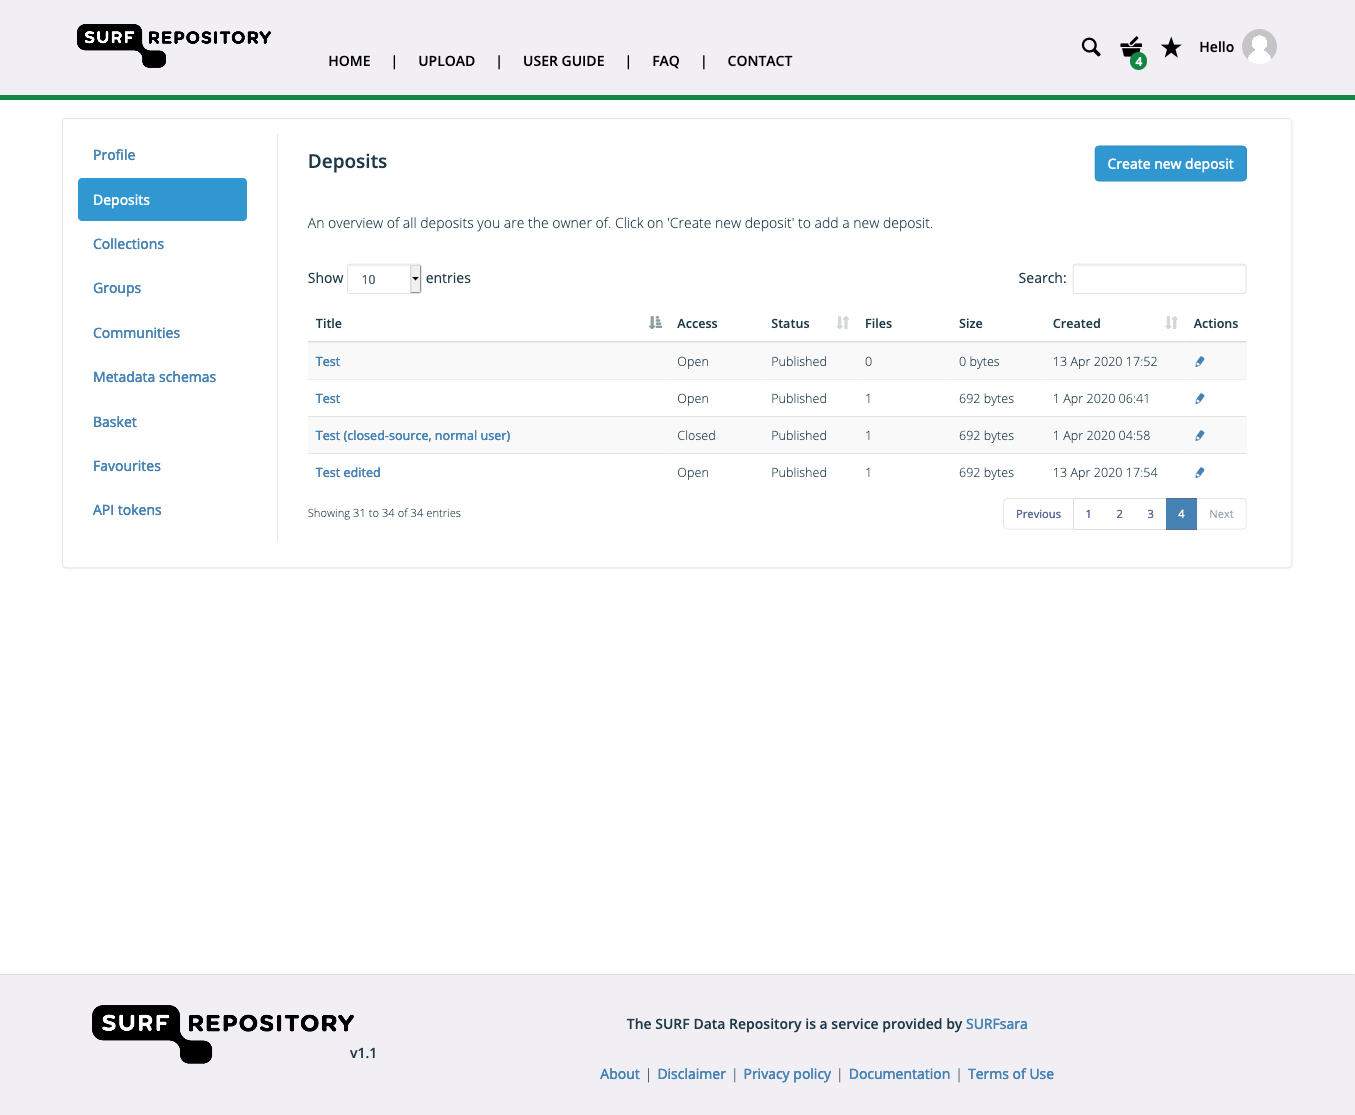 SURF REPOSITORY
HOME | UPLOAD | USER GUIDE | FAQ | CONTACT
4
Hello
Profile
Deposits
Collections
Groups
Communities
Metadata schemas
Basket
Favourites
API tokens
Deposits
Create new deposit
An overview of all deposits you are the owner of. Click on 'Create new deposit' to add a new deposit.
Show 10 entries
Search:
Title Access Status Files Size Created Actions
Test Open Published 0 0 bytes 13 Apr 2020 17:52
Test Open Published 1 692 bytes 1 Apr 2020 06:41
Test (closed-source, normal user) Closed Published 1 692 bytes 1 Apr 2020 04:58
Test edited Open Published 1 692 bytes 13 Apr 2020 17:54
Showing 31 to 34 of 34 entries
Previous 1 2 3 4 Next
SURF REPOSITORY
v1.1
The SURF Data Repository is a service provided by SURFsara
About | Disclaimer | Privacy policy | Documentation | Terms of Use